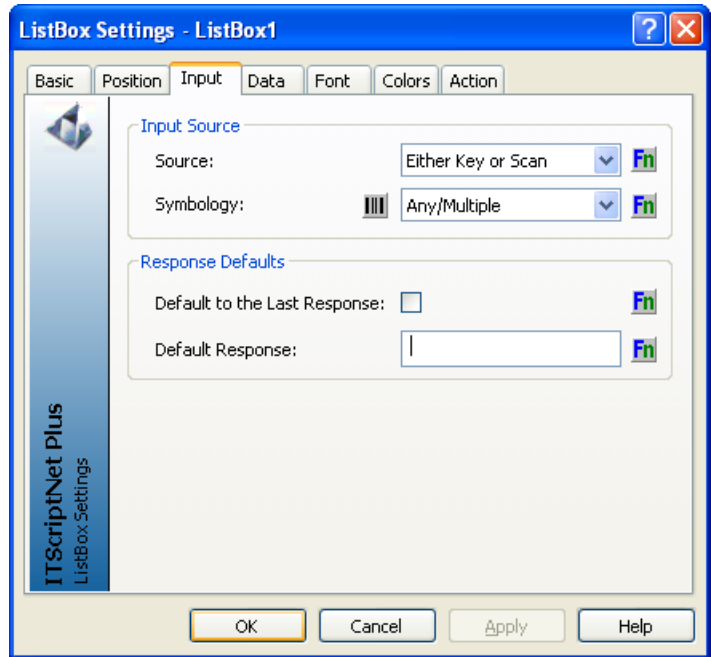 ListBox Settings - ListBox1
Basic Position Input Data Font Colors Action
Input Source
Source: Either Key or Scan Fn
Symbology: Any/Multiple Fn
Response Defaults
Default to the Last Response: Fn
Default Response: Fn
ITScriptNet Plus
ListBox Settings
OK Cancel Apply Help